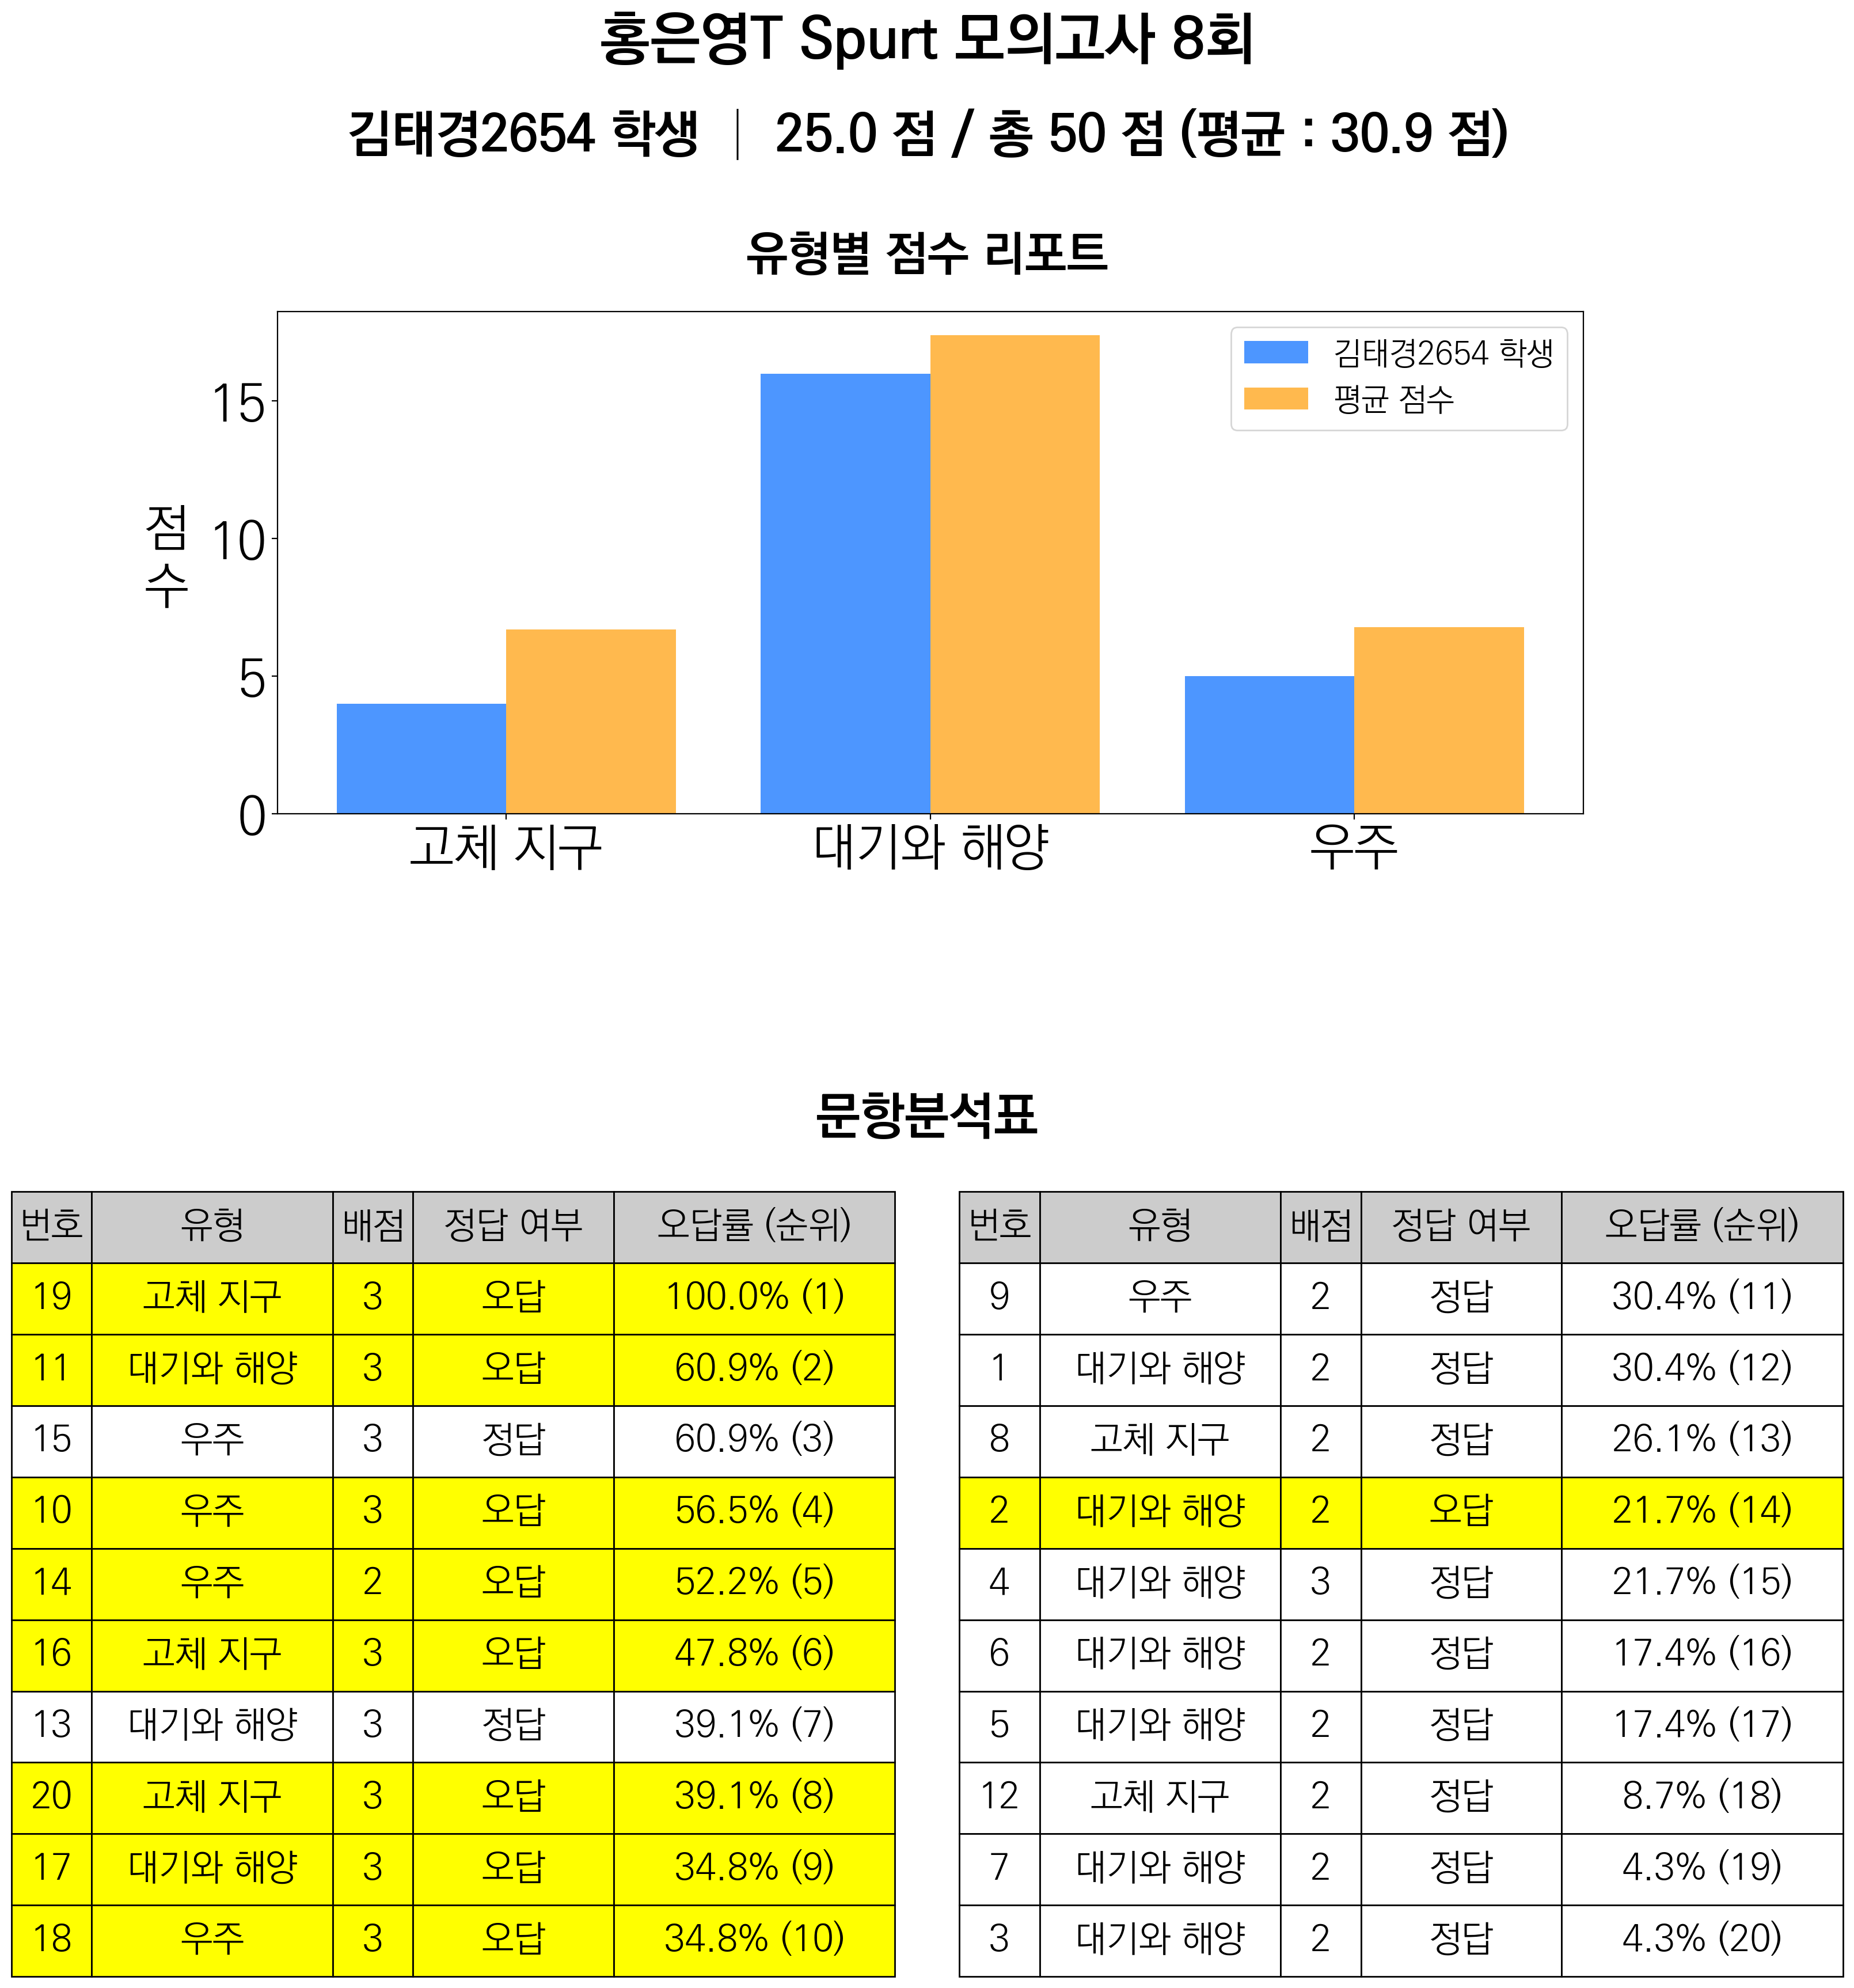 홍은영T Spurt 모의고사 8회
김태경2654 학생 │ 25.0 점 / 총 50 점 (평균 : 30.9 점)
유형별 점수 리포트
김태경2654 학생
평균 점수
점
수
15
10
5
0
고체 지구 대기와 해양 우주
문항분석표
번호 유형 배점 정답 여부 오답률 (순위)
19 고체 지구 3 오답 100.0% (1)
11 대기와 해양 3 오답 60.9% (2)
15 우주 3 정답 60.9% (3)
10 우주 3 오답 56.5% (4)
14 우주 2 오답 52.2% (5)
16 고체 지구 3 오답 47.8% (6)
13 대기와 해양 3 정답 39.1% (7)
20 고체 지구 3 오답 39.1% (8)
17 대기와 해양 3 오답 34.8% (9)
18 우주 3 오답 34.8% (10)
번호 유형 배점 정답 여부 오답률 (순위)
9 우주 2 정답 30.4% (11)
1 대기와 해양 2 정답 30.4% (12)
8 고체 지구 2 정답 26.1% (13)
2 대기와 해양 2 오답 21.7% (14)
4 대기와 해양 3 정답 21.7% (15)
6 대기와 해양 2 정답 17.4% (16)
5 대기와 해양 2 정답 17.4% (17)
12 고체 지구 2 정답 8.7% (18)
7 대기와 해양 2 정답 4.3% (19)
3 대기와 해양 2 정답 4.3% (20)